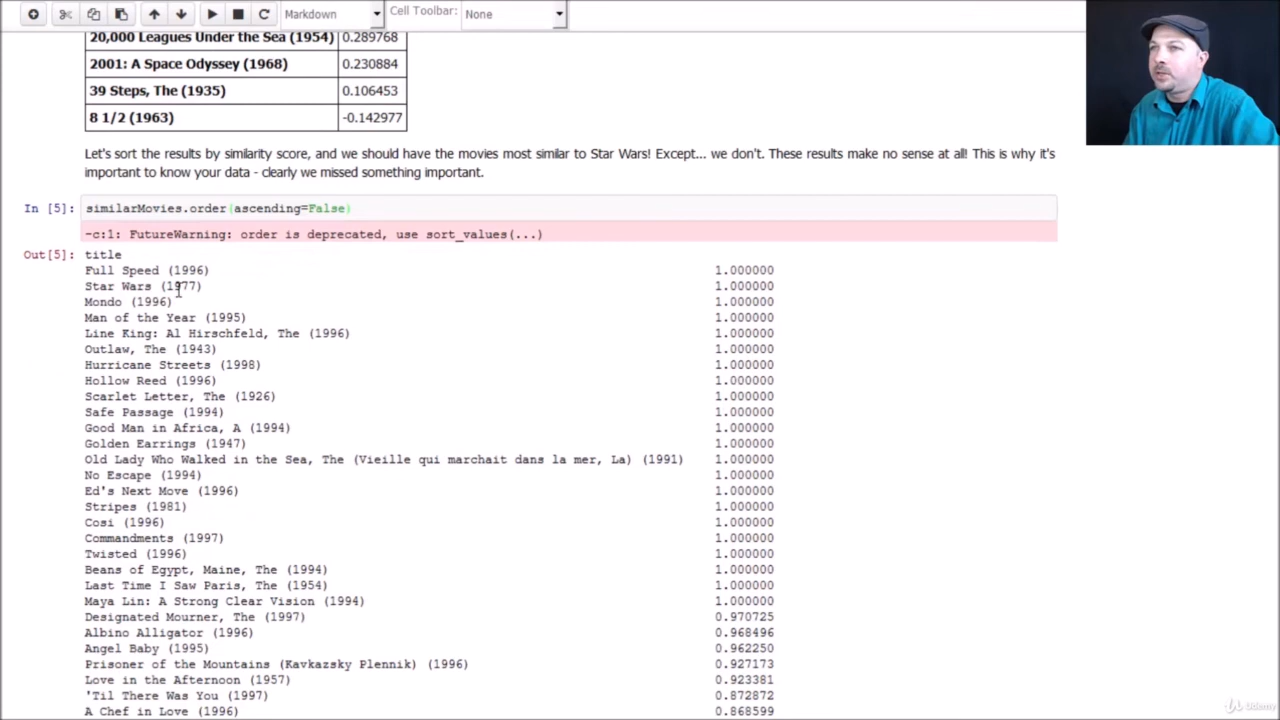 Markdown
Cell Toolbar:
None
20,000 Leagues Under the Sea (1954) 0.289768
2001: A Space Odyssey (1968) 0.230884
39 Steps, The (1935) 0.106453
8 1/2 (1963) -0.142977
Let's sort the results by similarity score, and we should have the movies most similar to Star Wars! Except... we don't. These results make no sense at all! This is why it's
important to know your data - clearly we missed something important.
In [5]: similarMovies.order(ascending=False)
-c:1: FutureWarning: order is deprecated, use sort_values(...)
Out[5]: title
Full Speed (1996) 1.000000
Star Wars (1977) 1.000000
Mondo (1996) 1.000000
Man of the Year (1995) 1.000000
Line King: Al Hirschfeld, The (1996) 1.000000
Outlaw, The (1943) 1.000000
Hurricane Streets (1998) 1.000000
Hollow Reed (1996) 1.000000
Scarlet Letter, The (1926) 1.000000
Safe Passage (1994) 1.000000
Good Man in Africa, A (1994) 1.000000
Golden Earrings (1947) 1.000000
Old Lady Who Walked in the Sea, The (Vieille qui marchait dans la mer, La) (1991) 1.000000
No Escape (1994) 1.000000
Ed's Next Move (1996) 1.000000
Stripes (1981) 1.000000
Cosi (1996) 1.000000
Commandments (1997) 1.000000
Twisted (1996) 1.000000
Beans of Egypt, Maine, The (1994) 1.000000
Last Time I Saw Paris, The (1954) 1.000000
Maya Lin: A Strong Clear Vision (1994) 1.000000
Designated Mourner, The (1997) 0.970725
Albino Alligator (1996) 0.968496
Angel Baby (1995) 0.962250
Prisoner of the Mountains (Kavkazsky Plennik) (1996) 0.927173
Love in the Afternoon (1957) 0.923381
'Til There Was You (1997) 0.872872
A Chef in Love (1996) 0.868599
udemy